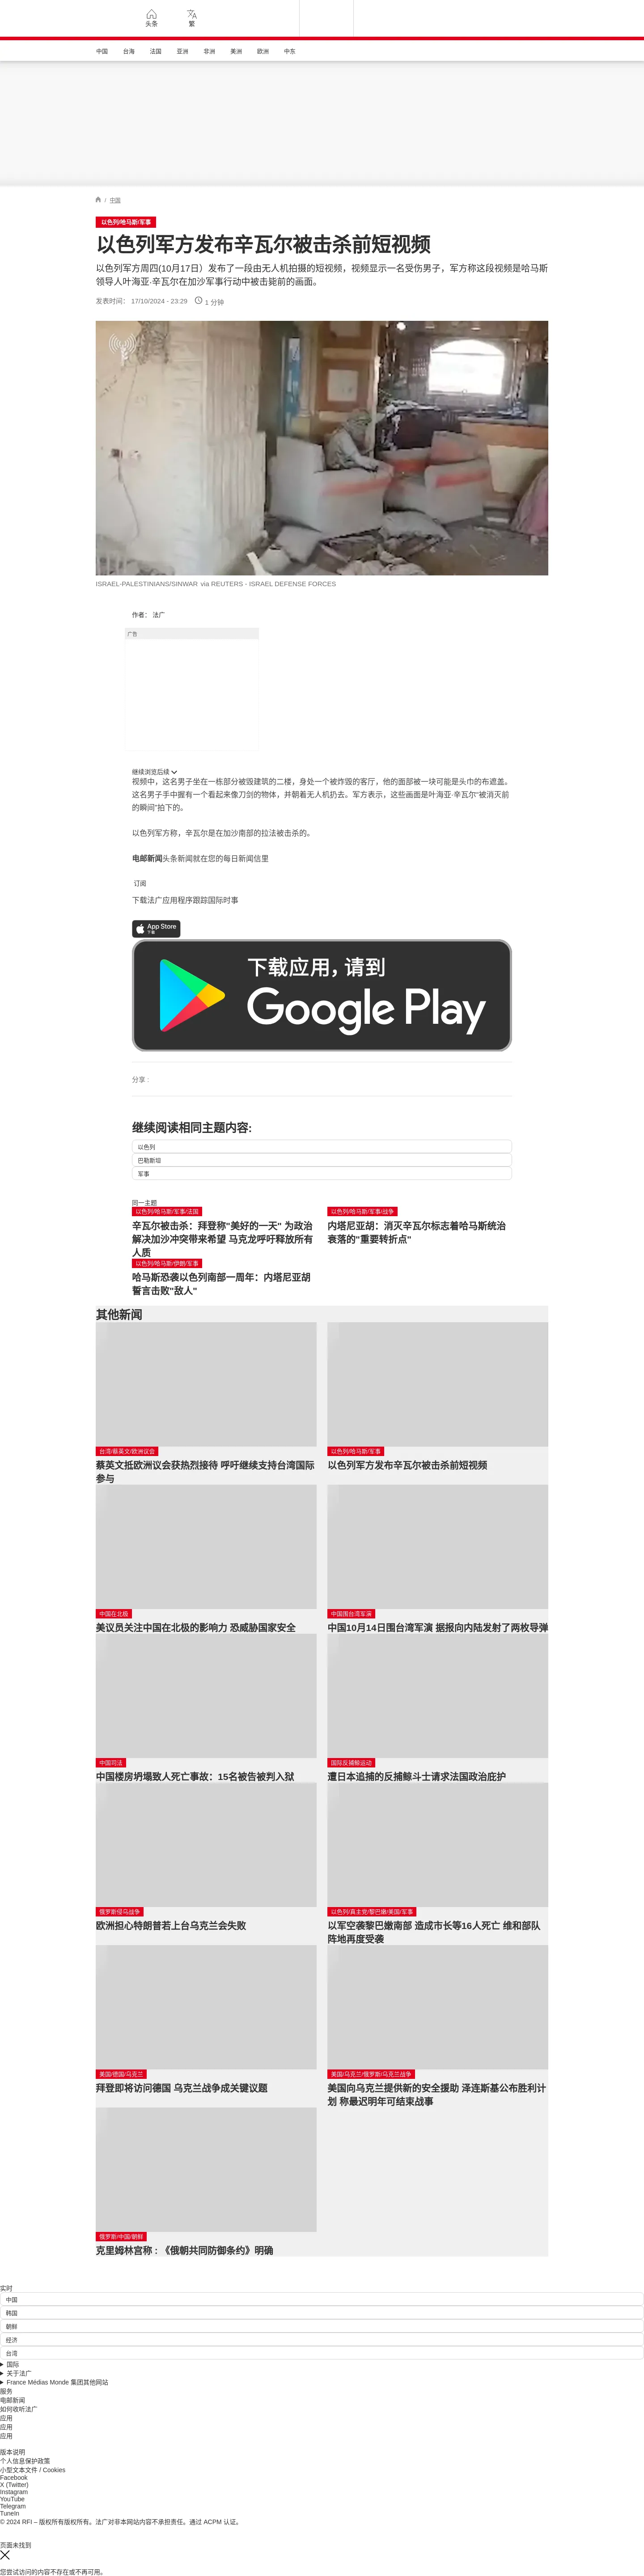 头条
繁
中国
台海
法国
亚洲
非洲
美洲
欧洲
中东
/ 中国
以色列/哈马斯/军事
以色列军方发布辛瓦尔被击杀前短视频
以色列军方周四(10月17日）发布了一段由无人机拍摄的短视频，视频显示一名受伤男子，军方称这段视频是哈马斯
领导人叶海亚·辛瓦尔在加沙军事行动中被击毙前的画面。
发表时间： 17/10/2024 - 23:29 1 分钟
ISRAEL-PALESTINIANS/SINWAR via REUTERS - ISRAEL DEFENSE FORCES
作者： 法广
广告
继续浏览后续
视频中，这名男子坐在一栋部分被毁建筑的二楼，身处一个被炸毁的客厅，他的面部被一块可能是头巾的布遮盖。
这名男子手中握有一个看起来像刀剑的物体，并朝着无人机扔去。军方表示，这些画面是叶海亚·辛瓦尔“被消灭前
的瞬间”拍下的。
以色列军方称，辛瓦尔是在加沙南部的拉法被击杀的。
电邮新闻头条新闻就在您的每日新闻信里
订阅
下载法广应用程序跟踪国际时事
App Store
下载
下载应用，请到
Google Play
分享 :
继续阅读相同主题内容:
以色列
巴勒斯坦
军事
同一主题
以色列/哈马斯/军事/法国
辛瓦尔被击杀：拜登称"美好的一天" 为政治
解决加沙冲突带来希望 马克龙呼吁释放所有
人质
以色列/哈马斯/军事/战争
内塔尼亚胡：消灭辛瓦尔标志着哈马斯统治
衰落的"重要转折点"
以色列/哈马斯/伊朗/军事
哈马斯恐袭以色列南部一周年：内塔尼亚胡
誓言击败"敌人"
其他新闻
台湾/蔡英文/欧洲议会
蔡英文抵欧洲议会获热烈接待 呼吁继续支持台湾国际
参与
以色列/哈马斯/军事
以色列军方发布辛瓦尔被击杀前短视频
中国在北极
美议员关注中国在北极的影响力 恐威胁国家安全
中国围台湾军演
中国10月14日围台湾军演 据报向内陆发射了两枚导弹
中国司法
中国楼房坍塌致人死亡事故：15名被告被判入狱
国际反捕鲸运动
遭日本追捕的反捕鲸斗士请求法国政治庇护
俄罗斯侵乌战争
欧洲担心特朗普若上台乌克兰会失败
以色列/真主党/黎巴嫩/美国/军事
以军空袭黎巴嫩南部 造成市长等16人死亡 维和部队
阵地再度受袭
美国/德国/乌克兰
拜登即将访问德国 乌克兰战争成关键议题
美国/乌克兰/俄罗斯/乌克兰战争
美国向乌克兰提供新的安全援助 泽连斯基公布胜利计
划 称最迟明年可结束战事
俄罗斯/中国/朝鲜
克里姆林宫称 : 《俄朝共同防御条约》明确
实时
中国
韩国
朝鲜
经济
台湾
国际
关于法广
France Médias Monde 集团其他网站
服务
电邮新闻
如何收听法广
应用
应用
应用
版本说明
个人信息保护政策
小型文本文件 / Cookies
Facebook
X (Twitter)
Instagram
YouTube
Telegram
TuneIn
© 2024 RFI – 版权所有版权所有。法广对非本网站内容不承担责任。通过 ACPM 认证。
页面未找到
您尝试访问的内容不存在或不再可用。